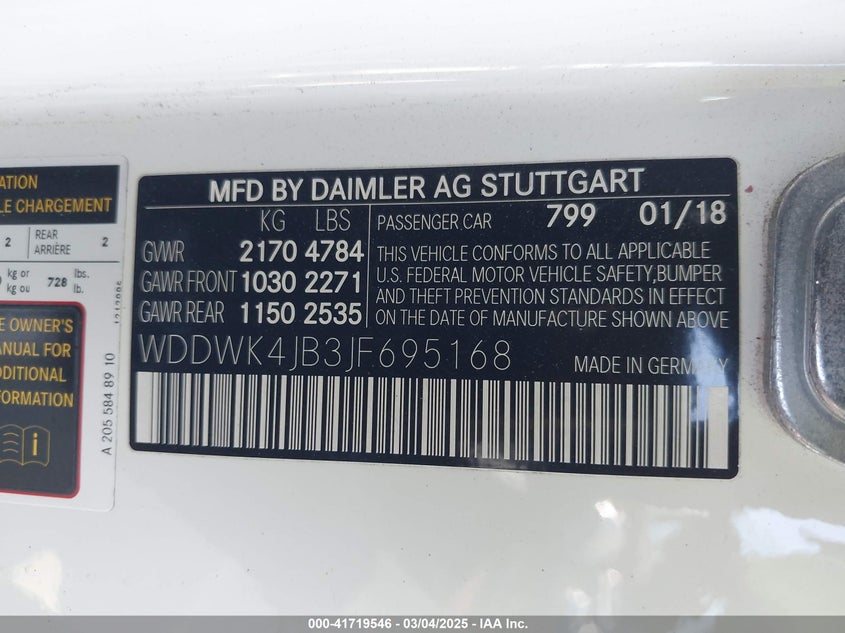 ATION
E CHARGEMENT
2 REAR ARRIÈRE 2
kg or kg ou 728 lbs. lb.
E OWNER'S
ANUAL FOR
DDITIONAL
FORMATION
i
A 205 584 89 10
MFD BY DAIMLER AG STUTTGART
KG LBS
GVWR 2170 4784
GAWR FRONT 1030 2271
GAWR REAR 1150 2535
PASSENGER CAR 799 01/18
THIS VEHICLE CONFORMS TO ALL APPLICABLE
U.S. FEDERAL MOTOR VEHICLE SAFETY,BUMPER
AND THEFT PREVENTION STANDARDS IN EFFECT
ON THE DATE OF MANUFACTURE SHOWN ABOVE
WDDWK4JB3JF695168 MADE IN GERMANY
000-41719546 - 03/04/2025 - IAA Inc.